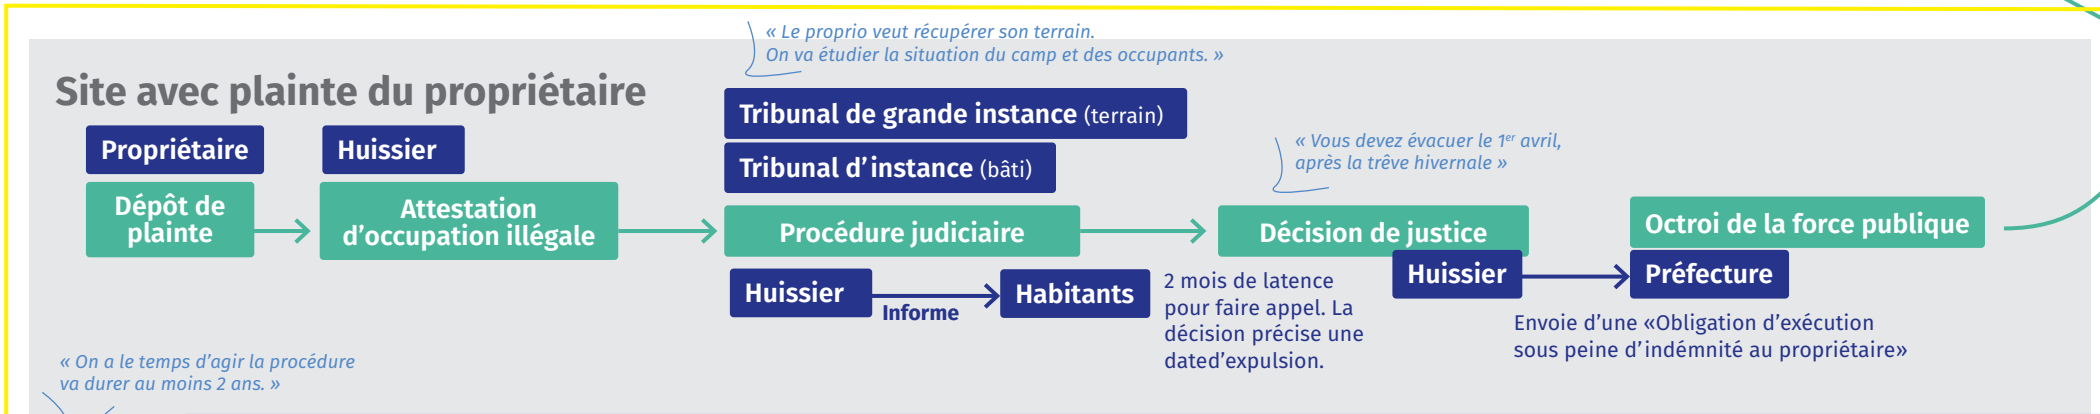 « Le proprio veut récupérer son terrain.
On va étudier la situation du camp et des occupants. »
Site avec plainte du propriétaire
Propriétaire
Huissier
Tribunal de grande instance (terrain)
Tribunal d'instance (bâti)
« Vous devez évacuer le 1er avril,
après la trêve hivernale »
Dépôt de
plainte
Attestation
d'occupation illégale
Procédure judiciaire
Décision de justice
Octroi de la force publique
Huissier
Informe
Habitants
2 mois de latence
pour faire appel. La
décision précise une
dated'expulsion.
Huissier
Préfecture
Envoie d'une «Obligation d'exécution
sous peine d'indémnité au propriétaire»
« On a le temps d'agir la procédure
va durer au moins 2 ans. »